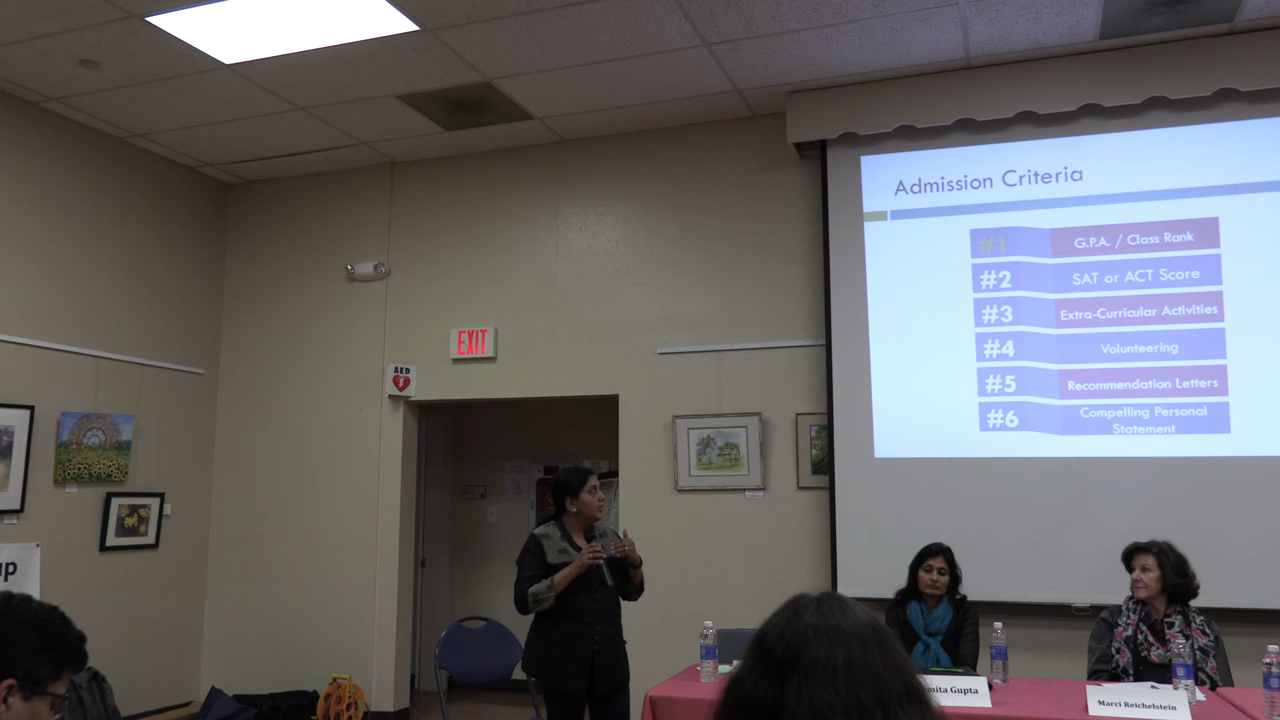 Admission Criteria
#1 G.P.A. / Class Rank
#2 SAT or ACT Score
#3 Extra-Curricular Activities
#4 Volunteering
#5 Recommendation Letters
#6 Compelling Personal
Statement
EXIT
AED
up
mita Gupta
Marci Reichelstein